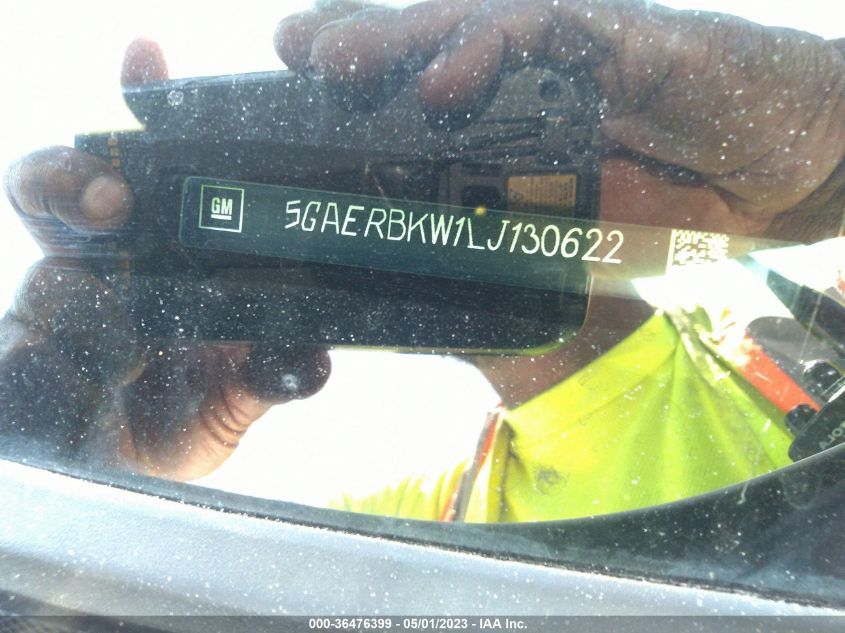 GM
5GAERBKW1LJ130622
000-36476399 - 05/01/2023 - IAA Inc.